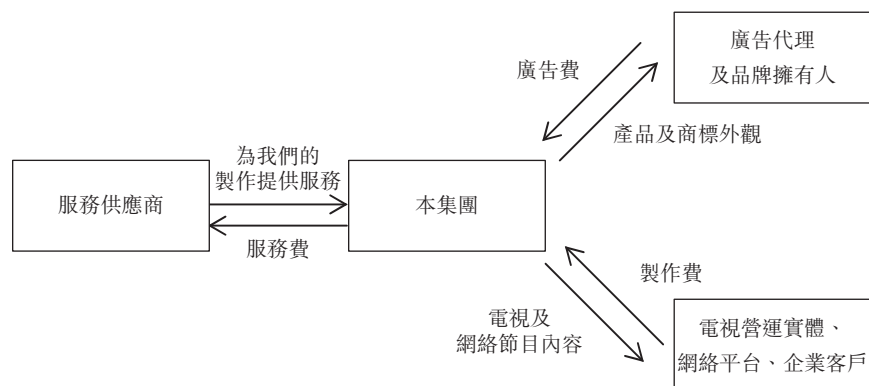 廣告代理
及品牌擁有人
廣告費
產品及商標外觀
為我們的
製作提供服務
服務供應商
本集團
服務費
製作費
電視及
網絡節目內容
電視營運實體、
網絡平台、企業客戶